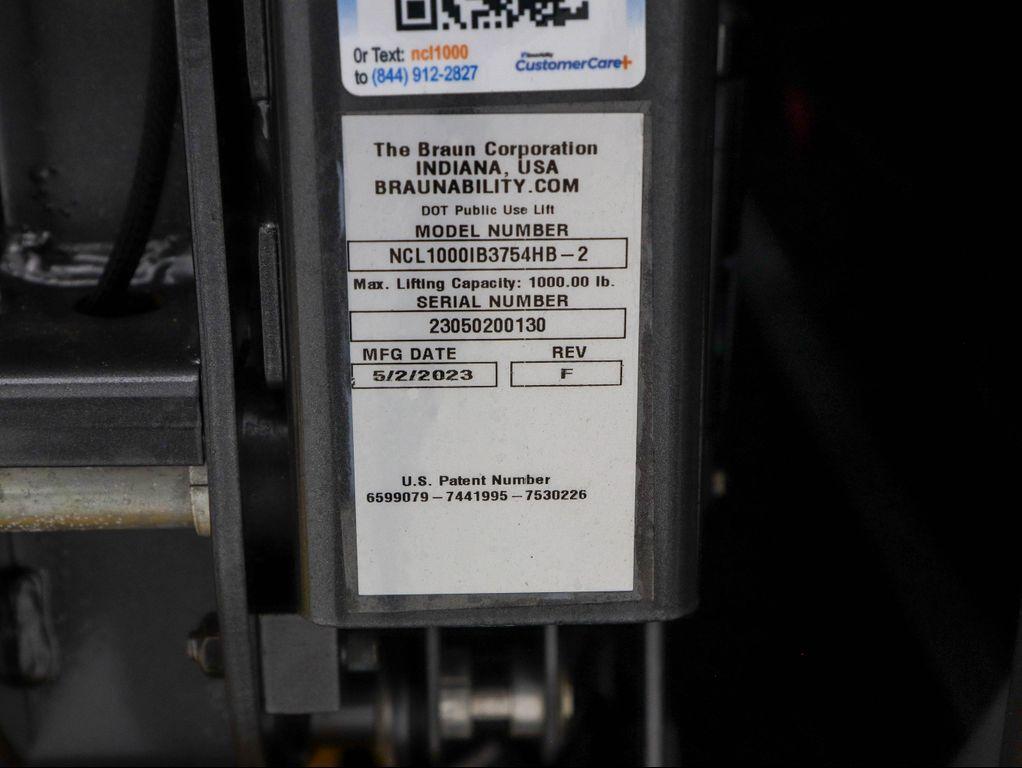 Or Text: ncl1000
to (844) 912-2827
CustomerCare+
The Braun Corporation
INDIANA, USA
BRAUNABILITY.COM
DOT Public Use Lift
MODEL NUMBER
NCL1000IB3754HB-2
Max. Lifting Capacity: 1000.00 lb.
SERIAL NUMBER
23050200130
MFG DATE REV
5/2/2023 F
U.S. Patent Number
6599079-7441995-7530226